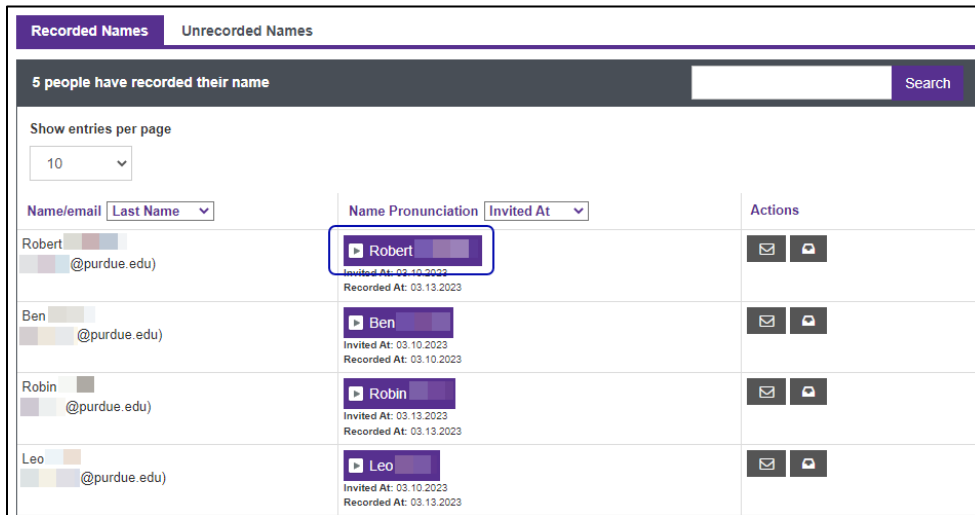 Recorded Names Unrecorded Names
5 people have recorded their name Search
Show entries per page
10
Name/email Last Name Name Pronunciation Invited At Actions
Robert Robert
@purdue.edu) Invited At: 03.10.2023
Recorded At: 03.13.2023
Ben Ben
@purdue.edu) Invited At: 03.10.2023
Recorded At: 03.10.2023
Robin Robin
@purdue.edu) Invited At: 03.13.2023
Recorded At: 03.13.2023
Leo Leo
@purdue.edu) Invited At: 03.10.2023
Recorded At: 03.13.2023